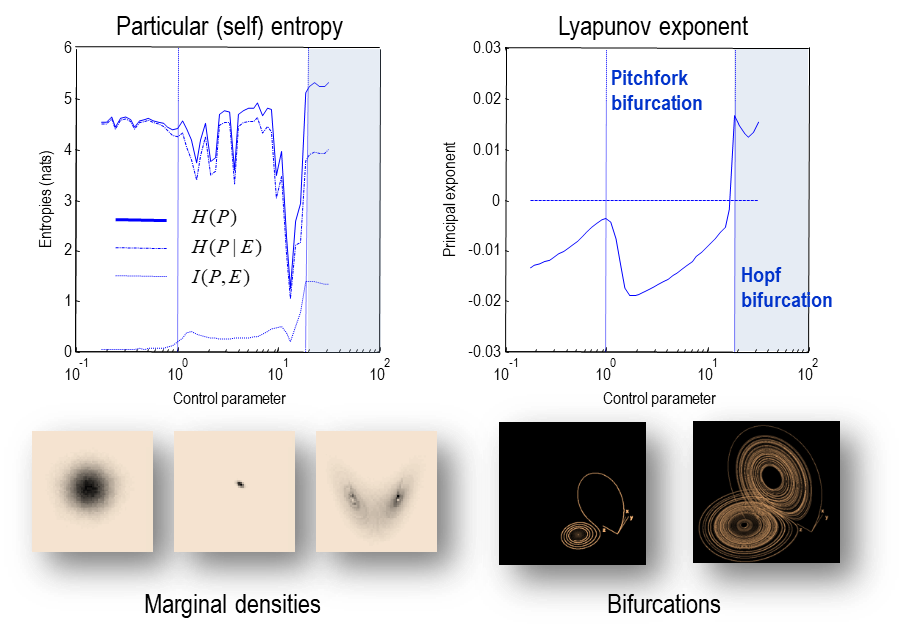 Particular (self) entropy
6
5
4
3
2
1
0
Entropies (nats)
H(P)
H(P|E)
I(P,E)
10^-1
10^0
10^1
10^2
Control parameter
Lyapunov exponent
0.03
0.02
0.01
0
-0.01
-0.02
-0.03
Principal exponent
Pitchfork
bifurcation
Hopf
bifurcation
10^-1
10^0
10^1
10^2
Control parameter
Marginal densities
Bifurcations